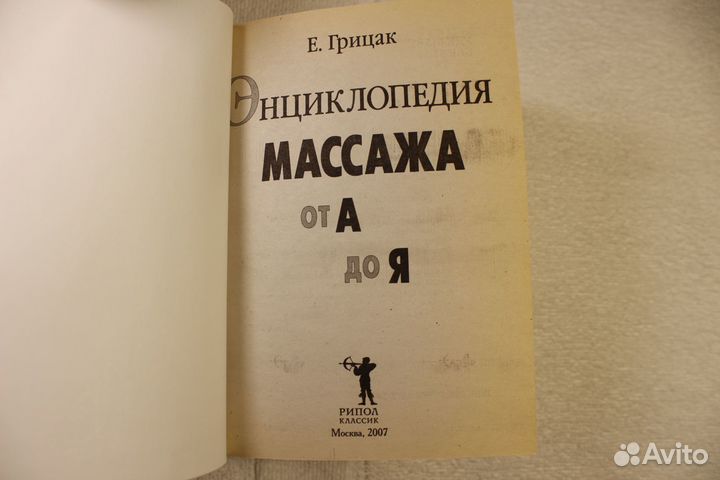 Е. Грицак
Энциклопедия
МАССАЖА
от А
до Я
РИПОЛ
КЛАССИК
Москва, 2007
Avito